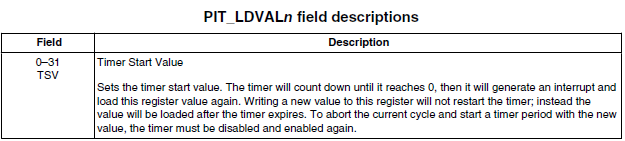 PIT_LDVALn field descriptions
Field Description
0–31 Timer Start Value
TSV
Sets the timer start value. The timer will count down until it reaches 0, then it will generate an interrupt and
load this register value again. Writing a new value to this register will not restart the timer; instead the
value will be loaded after the timer expires. To abort the current cycle and start a timer period with the new
value, the timer must be disabled and enabled again.